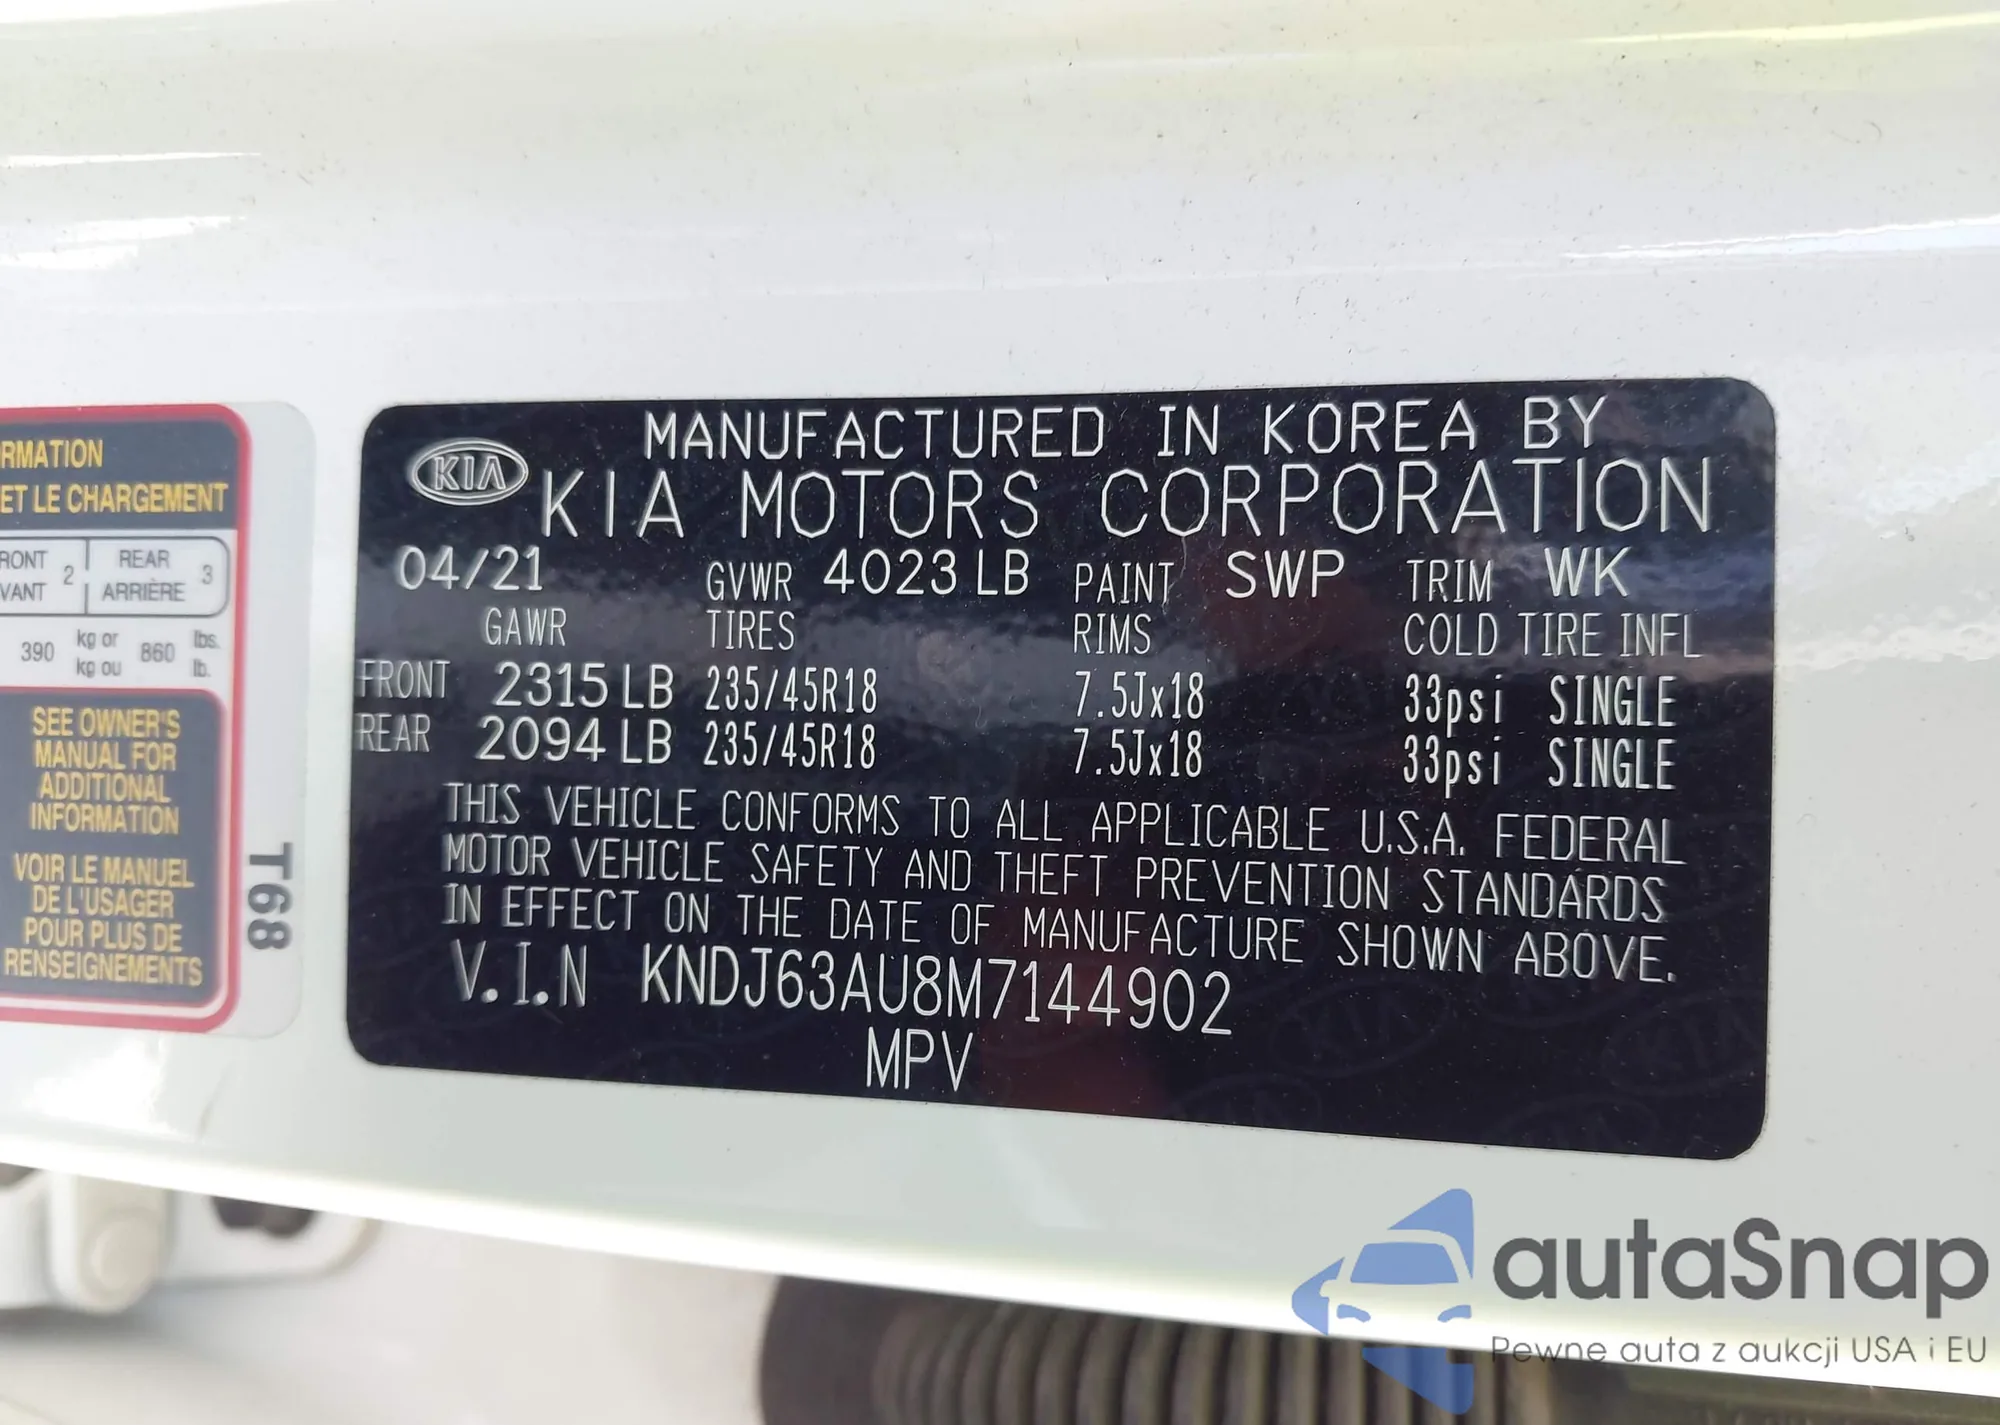 RMATION
ET LE CHARGEMENT
RONT
VANT 2
REAR
ARRIÈRE 3
390 kg or
kg ou 860 lbs.
lb.
SEE OWNER'S
MANUAL FOR
ADDITIONAL
INFORMATION
VOIR LE MANUEL
DE L'USAGER
POUR PLUS DE
RENSEIGNEMENTS
T68
KIA
MANUFACTURED IN KOREA BY
KIA MOTORS CORPORATION
04/21 GVWR 4023 LB PAINT SWP TRIM WK
GAWR TIRES RIMS COLD TIRE INFL
FRONT 2315 LB 235/45R18 7.5Jx18 33psi SINGLE
REAR 2094 LB 235/45R18 7.5Jx18 33psi SINGLE
THIS VEHICLE CONFORMS TO ALL APPLICABLE U.S.A. FEDERAL
MOTOR VEHICLE SAFETY AND THEFT PREVENTION STANDARDS
IN EFFECT ON THE DATE OF MANUFACTURE SHOWN ABOVE.
V.I.N KNDJ63AU8M7144902
MPV
autaSnap
Pewne auta z aukcji USA i EU